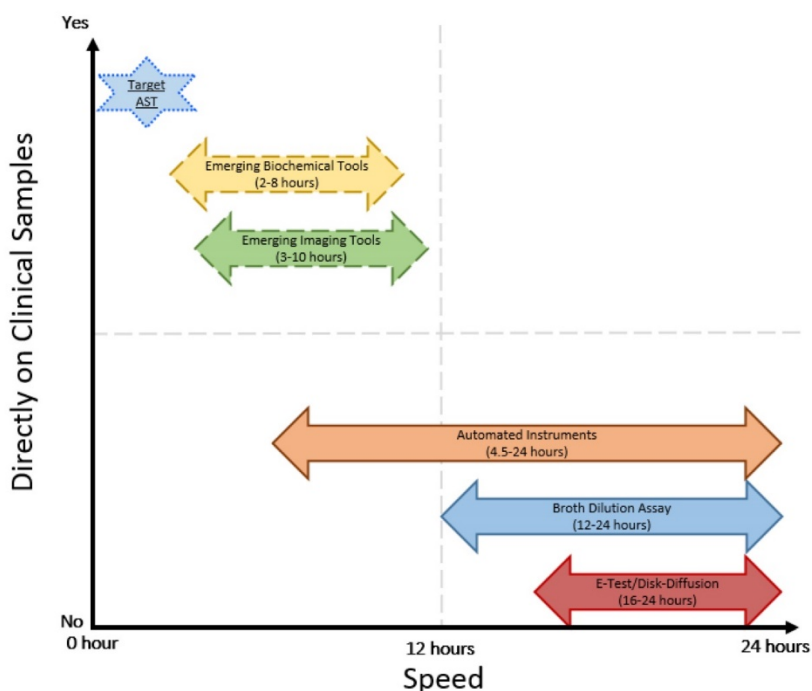 Yes
Target
AST
Emerging Biochemical Tools
(2-8 hours)
Emerging Imaging Tools
(3-10 hours)
Directly on Clinical Samples
Automated Instruments
(4.5-24 hours)
Broth Dilution Assay
(12-24 hours)
E-Test/Disk-Diffusion
(16-24 hours)
No
0 hour
12 hours
24 hours
Speed